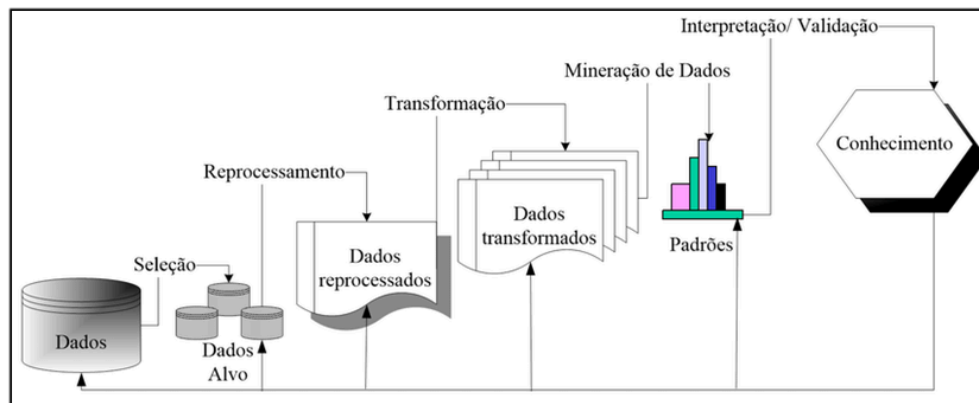 Interpretação/ Validação
Mineração de Dados
Transformação
Conhecimento
Reprocessamento
Dados
transformados
Padrões
Dados
reprocessados
Seleção
Dados
Dados
Alvo